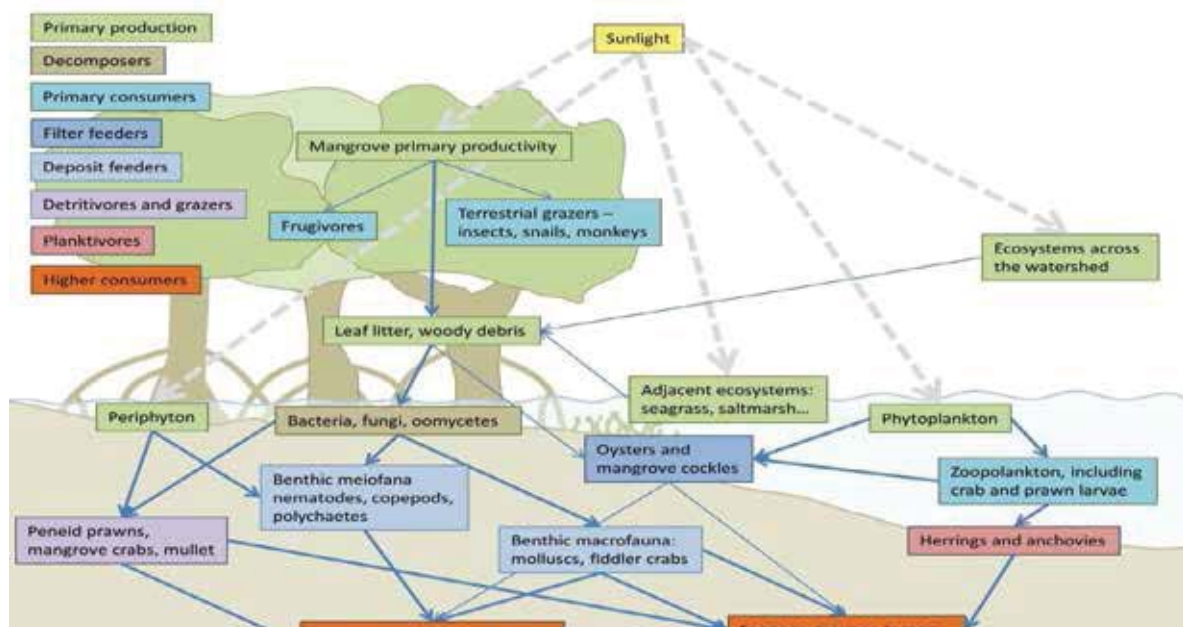 Primary production
Decomposers
Primary consumers
Filter feeders
Deposit feeders
Detritivores and grazers
Planktivores
Higher consumers
Sunlight
Mangrove primary productivity
Frugivores
Terrestrial grazers –
insects, snails, monkeys
Ecosystems across
the watershed
Leaf litter, woody debris
Adjacent ecosystems:
seagrass, saltmarsh...
Periphyton
Bacteria, fungi, oomycetes
Phytoplankton
Oysters and
mangrove cockles
Zoopolankton, including
crab and prawn larvae
Benthic meiofana
nematodes, copepods,
polychaetes
Peneid prawns,
mangrove crabs, mullet
Benthic macrofauna:
molluscs, fiddler crabs
Herrings and anchovies